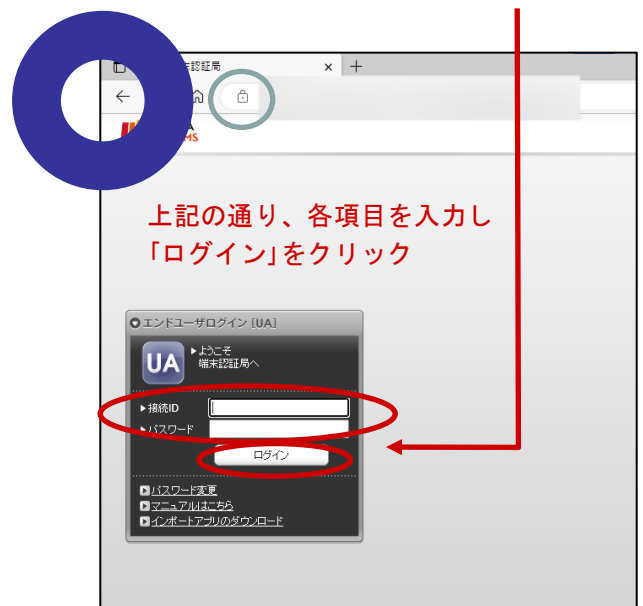 末認証局
上記の通り、各項目を入力し
「ログイン」をクリック
エンドユーザログイン [UA]
UA
ようこそ
端末認証局へ
接続ID
パスワード
ログイン
パスワード変更
マニュアルはこちら
インポートアプリのダウンロード